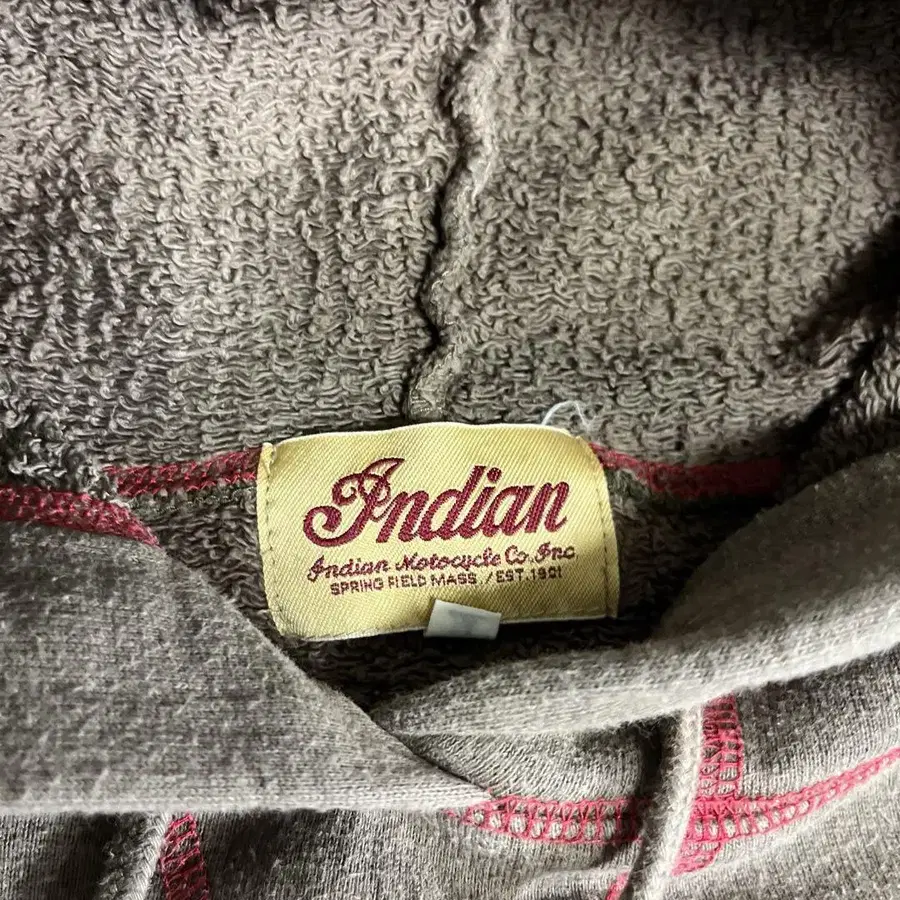 Indian
Indian Motocycle Co. Inc.
SPRING FIELD MASS / EST. 1901